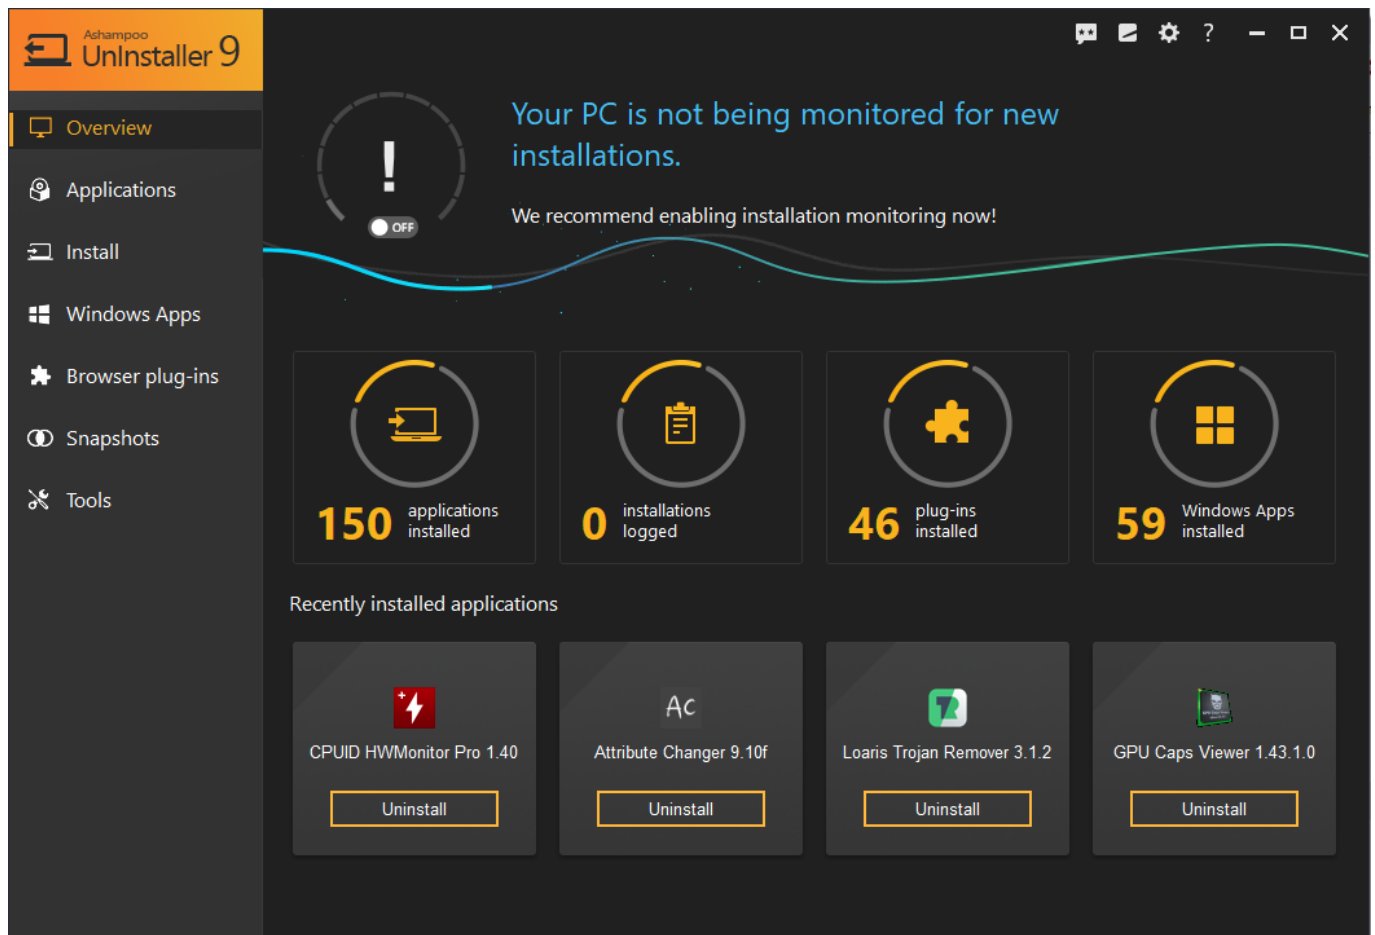 Ashampoo
UnInstaller 9
?
Overview
Applications
Install
Windows Apps
Browser plug-ins
Snapshots
Tools
!
OFF
Your PC is not being monitored for new
installations.
We recommend enabling installation monitoring now!
150 applications
installed
0 installations
logged
46 plug-ins
installed
59 Windows Apps
installed
Recently installed applications
CPUID HWMonitor Pro 1.40
Uninstall
AC
Attribute Changer 9.10f
Uninstall
Loaris Trojan Remover 3.1.2
Uninstall
GPU Caps Viewer 1.43.1.0
Uninstall